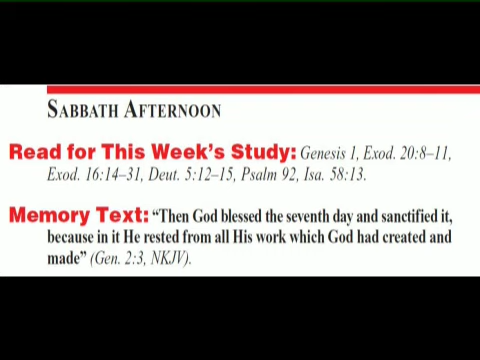 SABBATH AFTERNOON
Read for This Week's Study: Genesis 1, Exod. 20:8–11,
Exod. 16:14–31, Deut. 5:12–15, Psalm 92, Isa. 58:13.
Memory Text: “Then God blessed the seventh day and sanctified it,
because in it He rested from all His work which God had created and
made” (Gen. 2:3, NKJV).